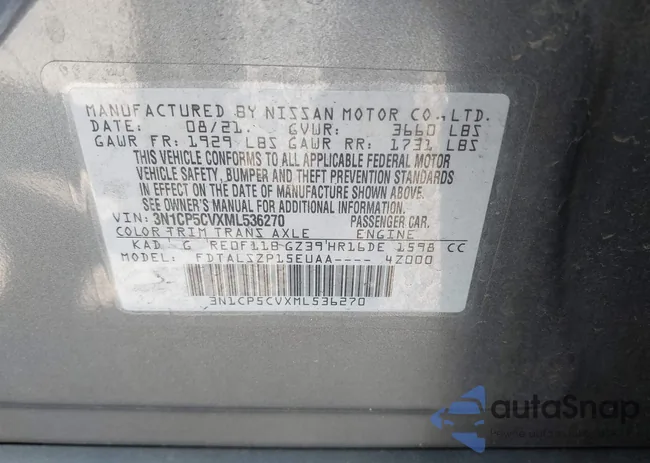 MANUFACTURED BY NISSAN MOTOR CO.,LTD.
DATE: 08/21. GVWR: 3660 LBS
GAWR FR: 1929 LBS GAWR RR: 1731 LBS
THIS VEHICLE CONFORMS TO ALL APPLICABLE FEDERAL MOTOR
VEHICLE SAFETY, BUMPER AND THEFT PREVENTION STANDARDS
IN EFFECT ON THE DATE OF MANUFACTURE SHOWN ABOVE.
SEE OWNER'S MANUAL FOR ADDITIONAL INFORMATION.
VIN: 3N1CP5CVXML536270 PASSENGER CAR.
COLOR TRIM TRANS AXLE ENGINE
KAD G RE0F11B GZ39 HR16DE 1598 CC
MODEL: FDTALSZP15EUAA---- 4Z000
3N1CP5CVXML536270
autoSnap